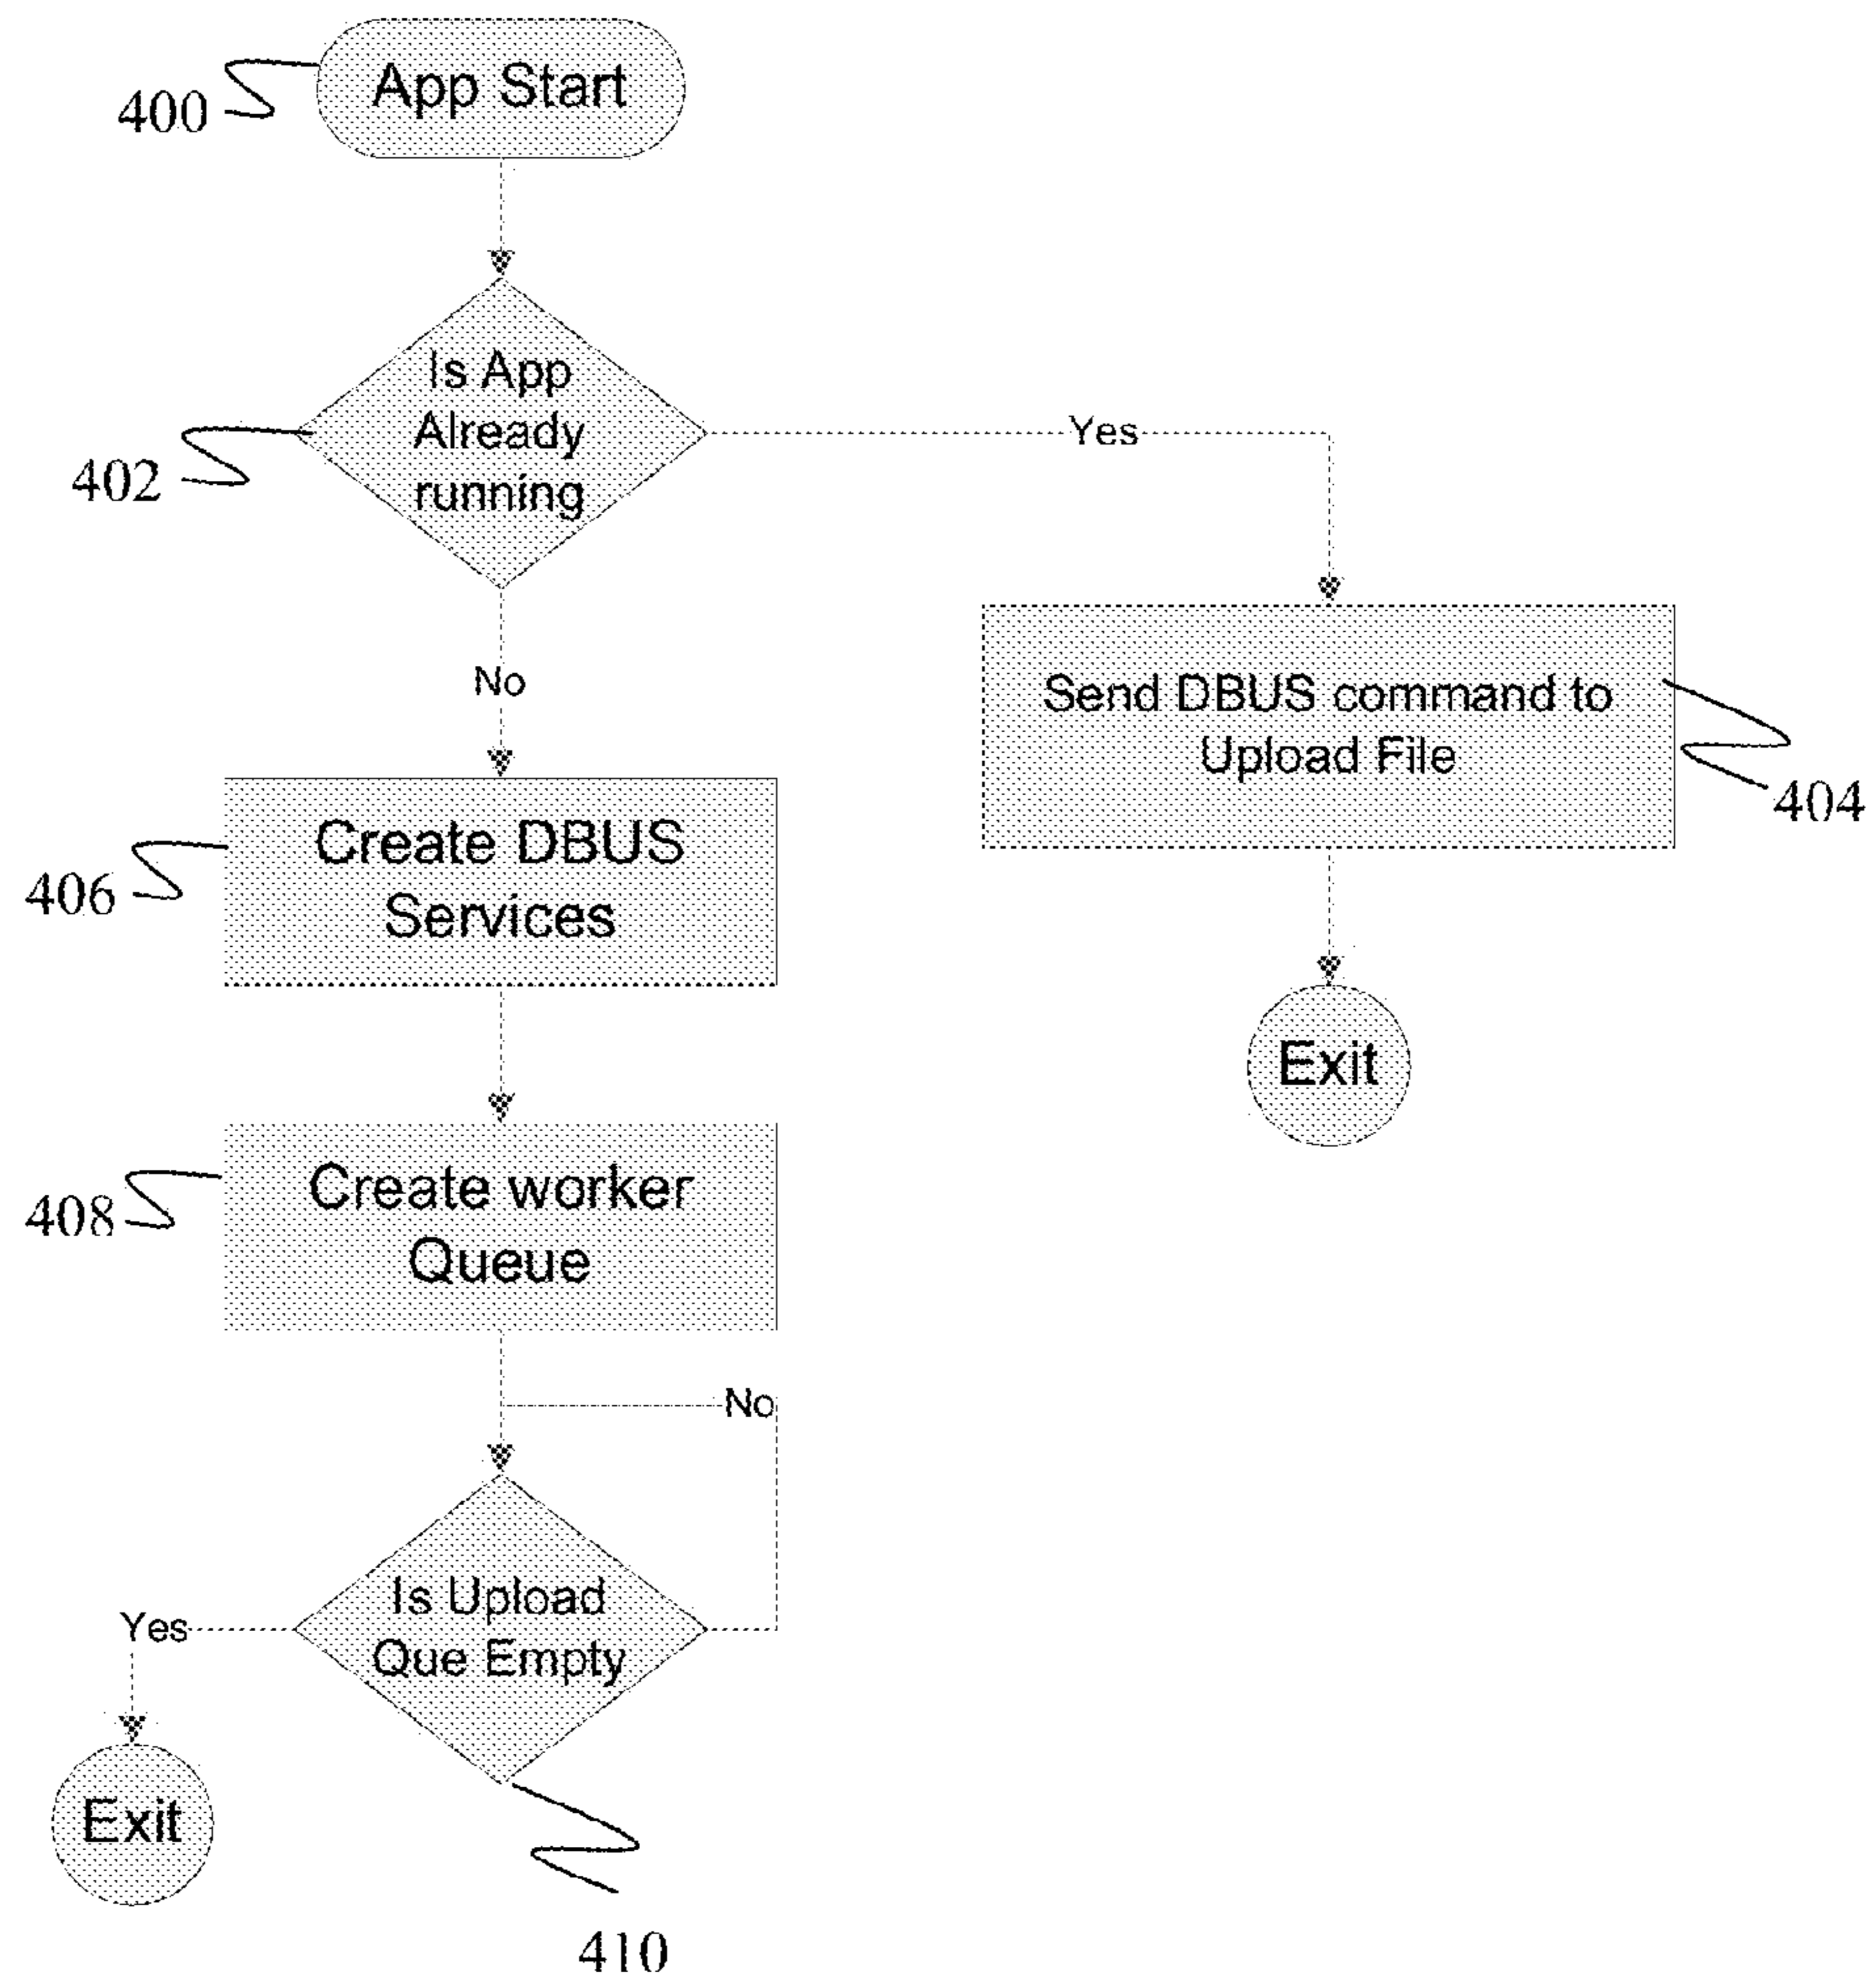 400
App Start
402
Is App
Already
running
Yes
No
Send DBUS command to
Upload File
404
406
Create DBUS
Services
Exit
408
Create worker
Queue
No
Is Upload
Que Empty
Yes
Exit
410